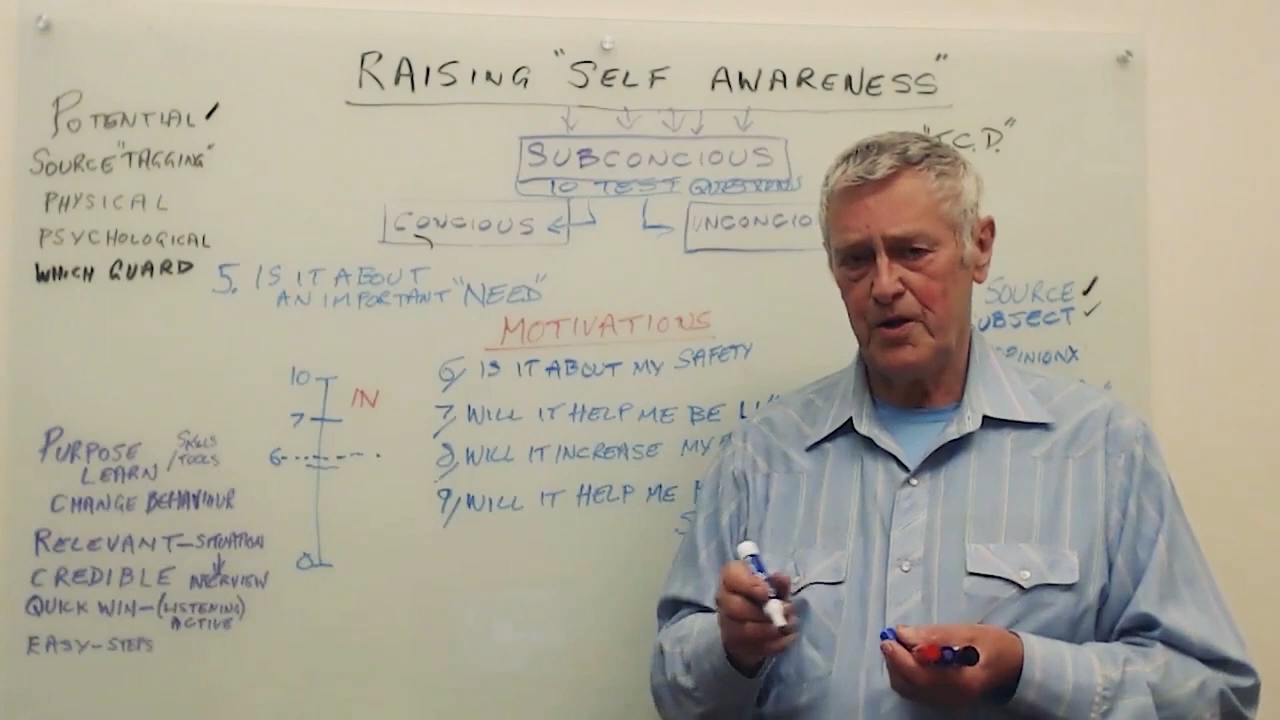 RAISING "SELF AWARENESS"
POTENTIAL
SOURCE "TAGGING"
PHYSICAL
PSYCHOLOGICAL
WHICH GUARD
SUBCONCIOUS
10 TEST QUESTIONS
CONCIOUS
5. IS IT ABOUT
AN IMPORTANT "NEED"
MOTIVATIONS
6, IS IT ABOUT MY SAFETY
7, WILL IT HELP ME BE
8, WILL IT INCREASE MY
9, WILL IT HELP ME
10
IN
7
6
0
PURPOSE
SKILLS
/TOOLS
LEARN
CHANGE BEHAVIOUR
RELEVANT-SITUATION
CREDIBLE INERVIEW
QUICK WIN-(LISTENING)
ACTIVE
EASY-STEPS
SOURCE